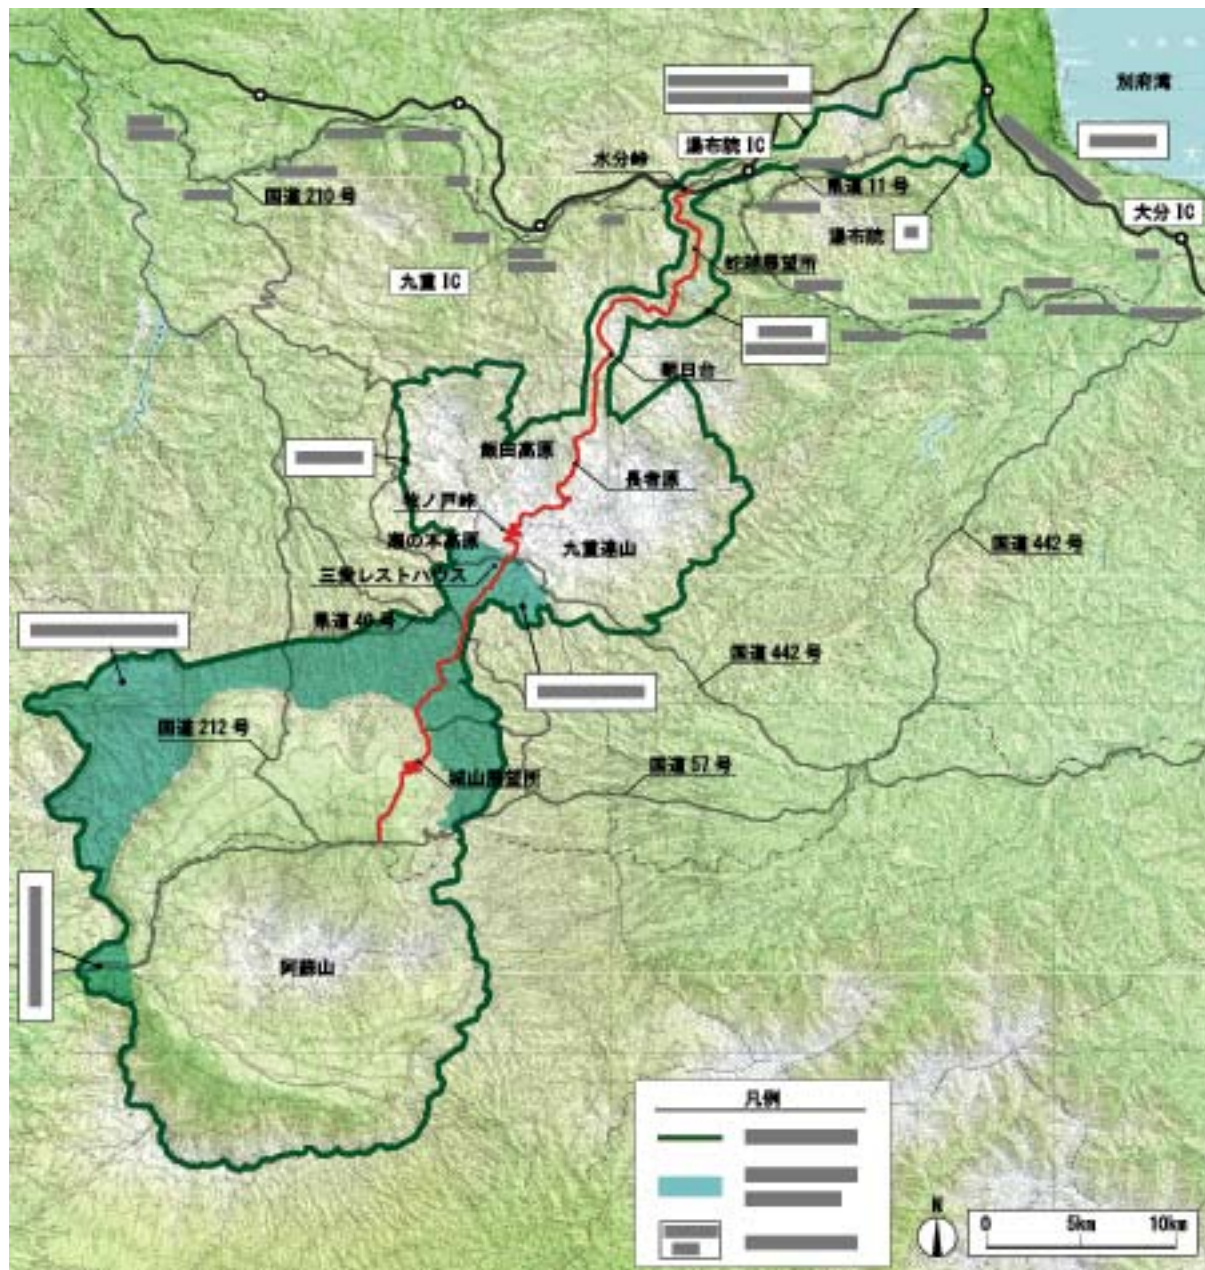 別府湾
湯布院 IC
水分峠
国道 210 号
県道 11 号
大分 IC
湯布院
蛇越展望所
九重 IC
朝日台
飯田高原
長者原
牧ノ戸峠
瀬の本高原
九重連山
国道 442 号
三愛レストハウス
県道 40 号
国道 442 号
国道 212 号
城山展望所
国道 57 号
阿蘇山
凡例
N
0 5km 10km